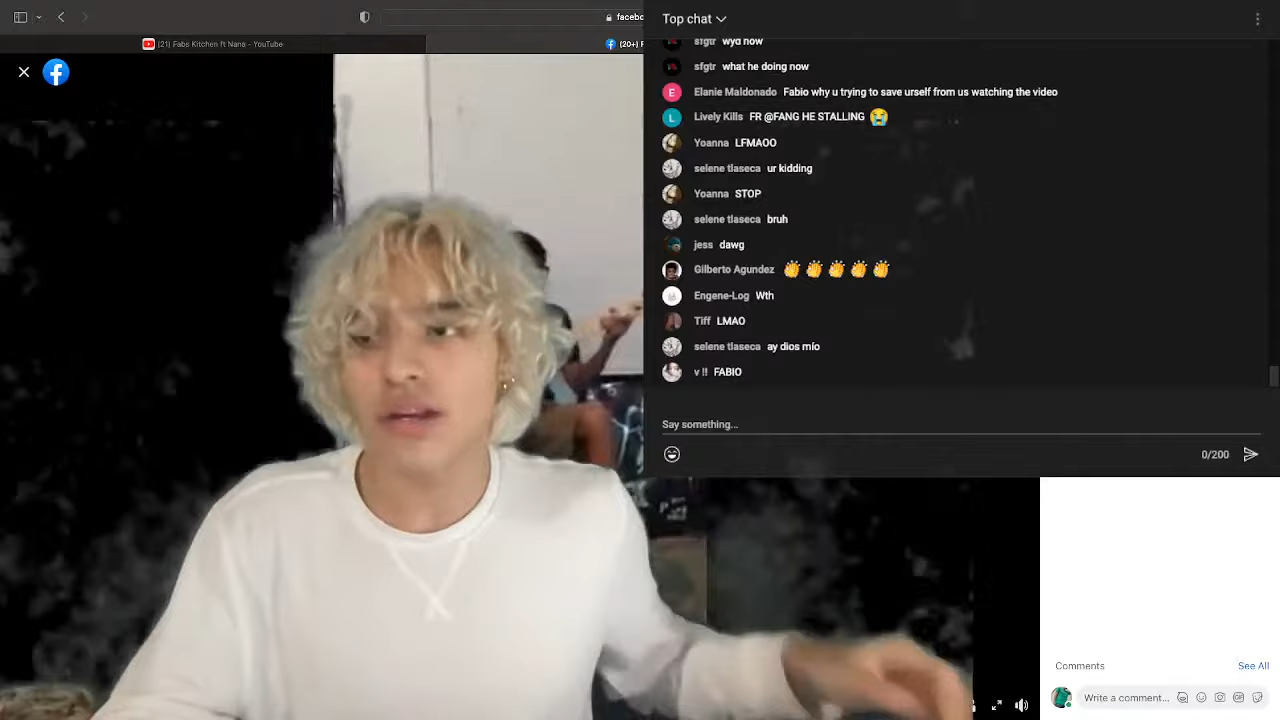 facebo
Top chat
(21) Fabs Kitchen ft Nana - YouTube
(20+) F
sfgtr wyd now
sfgtr what he doing now
E Elanie Maldonado Fabio why u trying to save urself from us watching the video
L Lively Kills FR @FANG HE STALLING
Yoanna LFMAOO
selene tlaseca ur kidding
Yoanna STOP
selene tlaseca bruh
jess dawg
Gilberto Agundez
Engene-Log Wth
Tiff LMAO
selene tlaseca ay dios mío
v !! FABIO
Say something...
0/200
Comments See All
Write a comment...